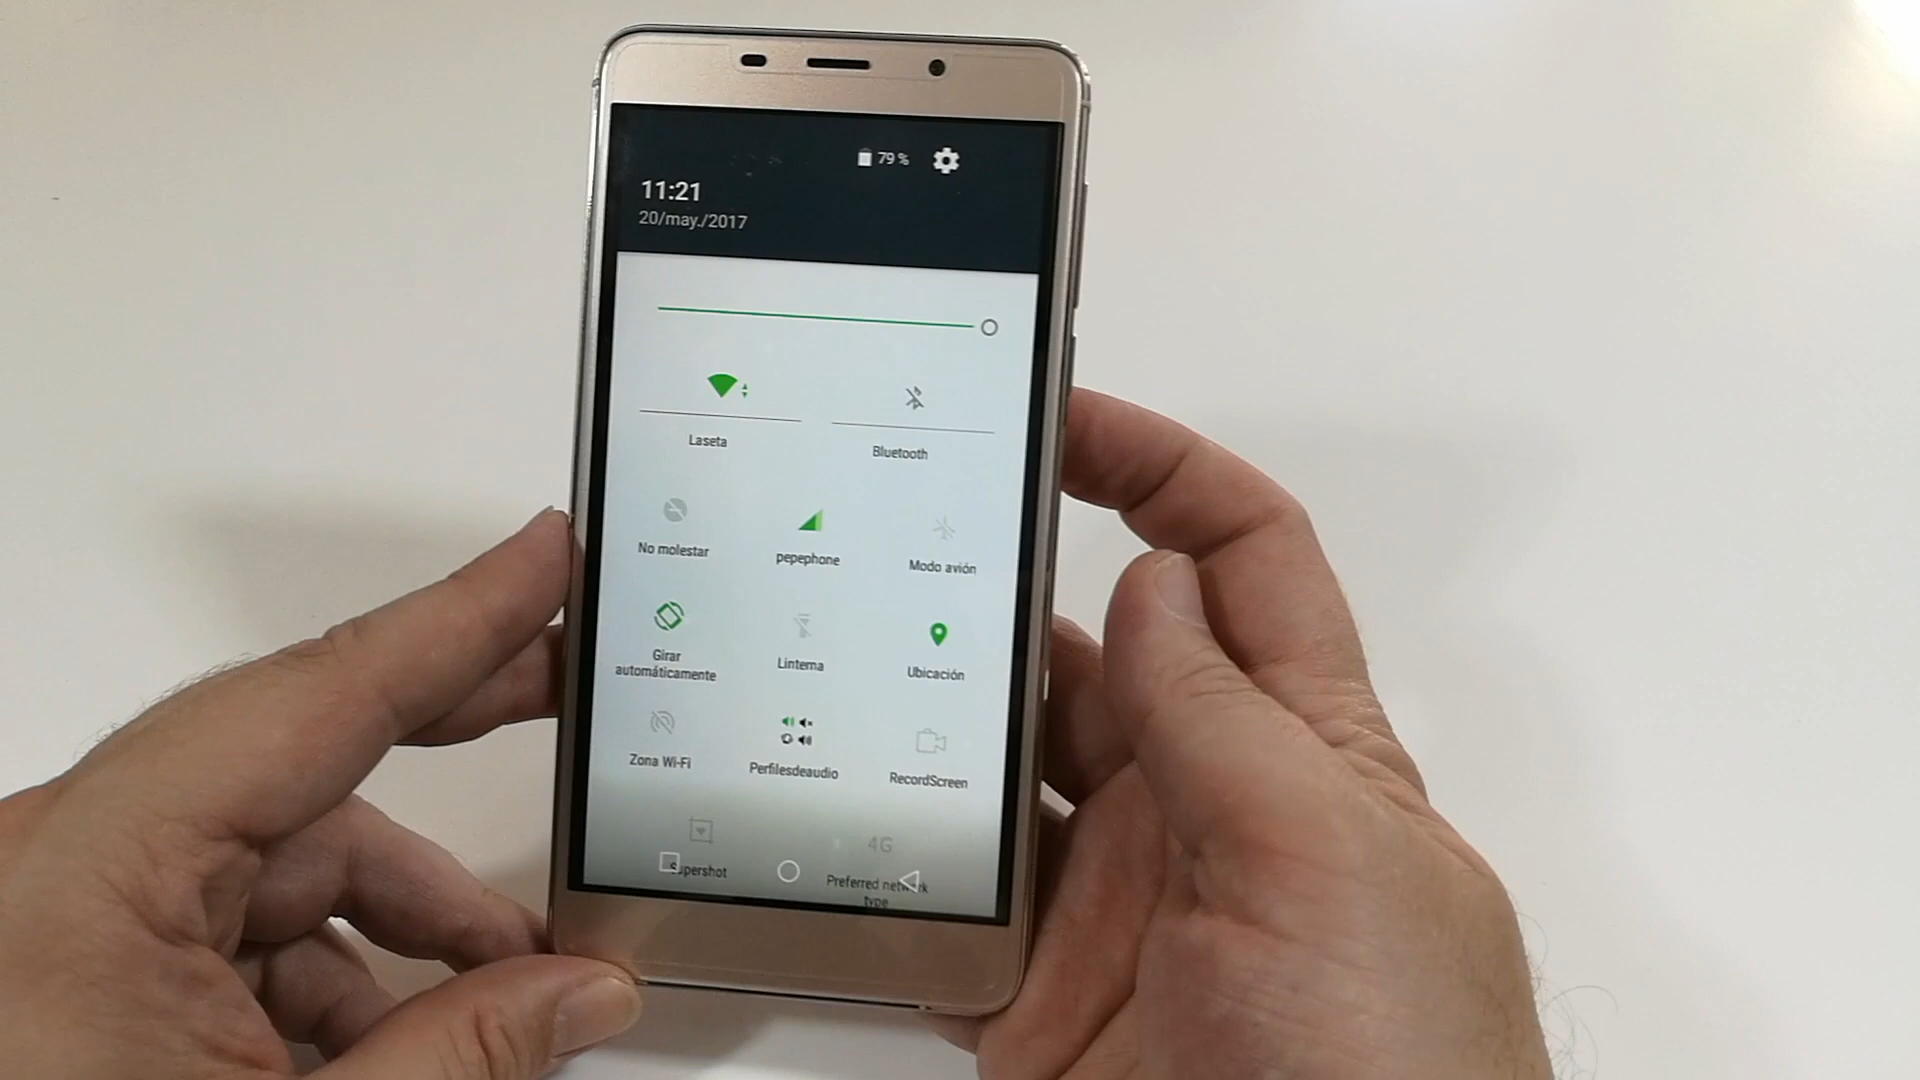 79 %
11:21
20/may./2017
Laseta
Bluetooth
No molestar
pepephone
Modo avión
Girar
automáticamente
Linterna
Ubicación
Zona Wi-Fi
Perfilesdeaudio
RecordScreen
4G
Supershot
Preferred network
type